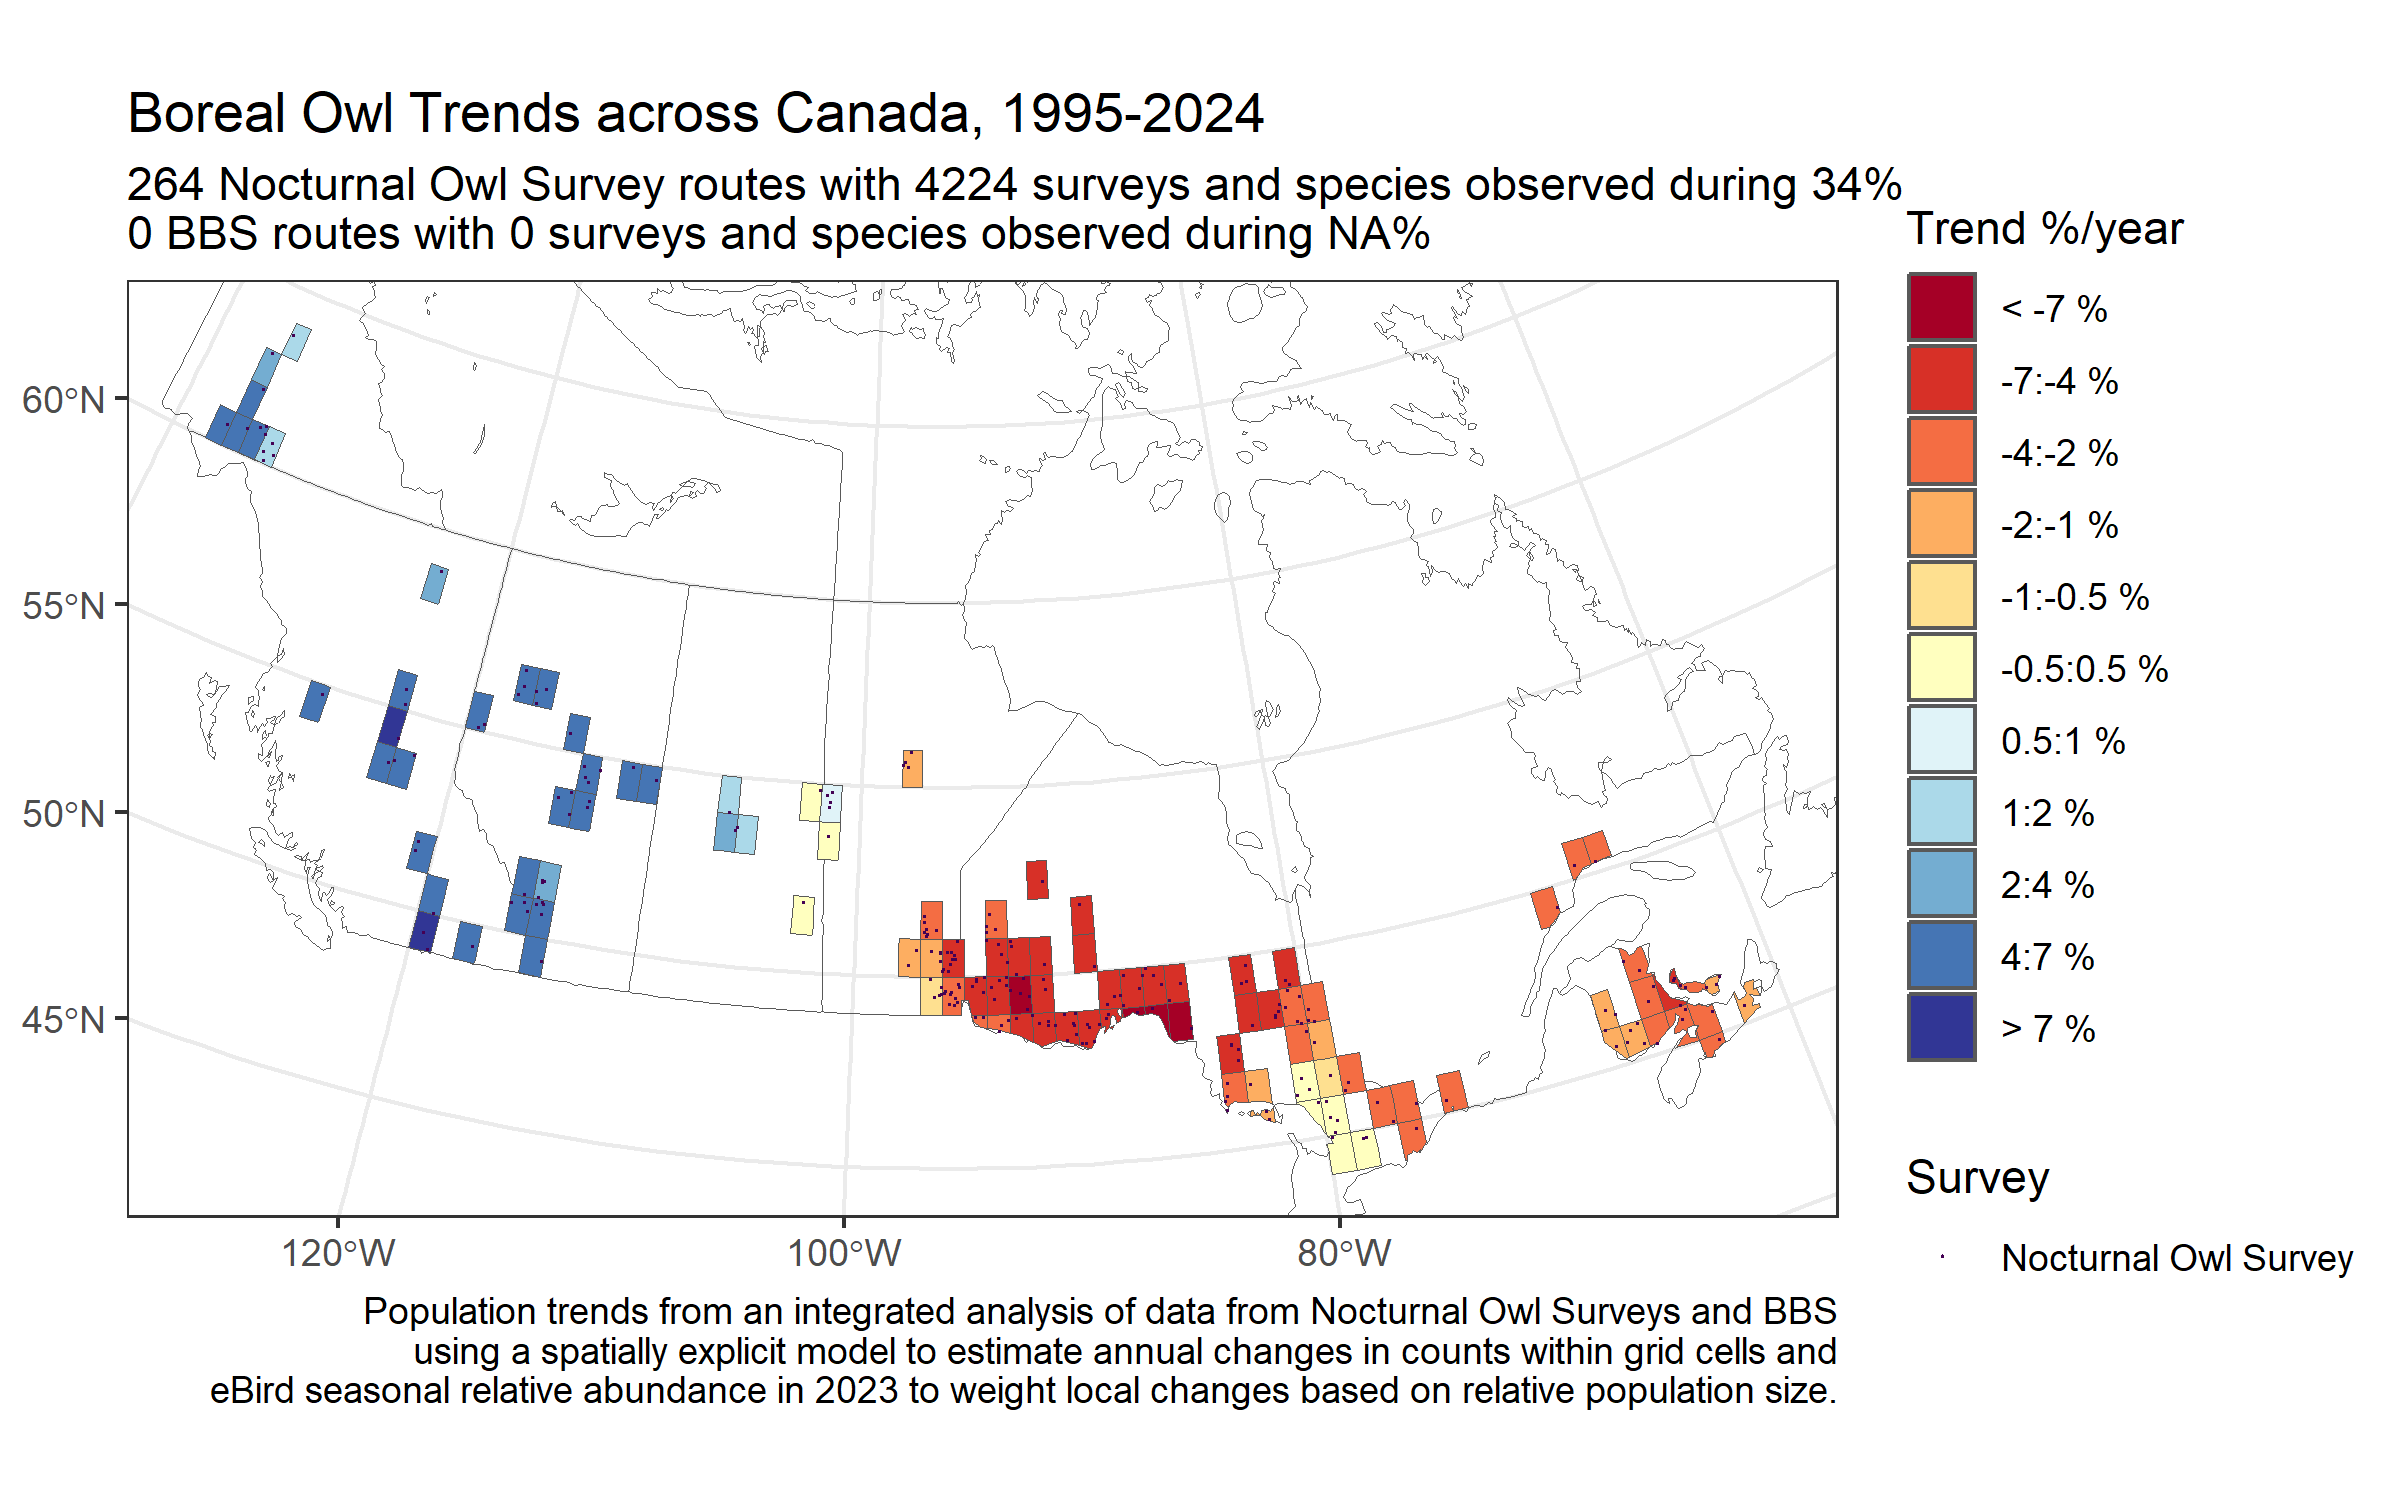 Boreal Owl Trends across Canada, 1995-2024
264 Nocturnal Owl Survey routes with 4224 surveys and species observed during 34%
0 BBS routes with 0 surveys and species observed during NA%
Trend %/year
< -7 %
-7:-4 %
-4:-2 %
-2:-1 %
-1:-0.5 %
-0.5:0.5 %
0.5:1 %
1:2 %
2:4 %
4:7 %
> 7 %
Survey
Nocturnal Owl Survey
60°N
55°N
50°N
45°N
120°W
100°W
80°W
Population trends from an integrated analysis of data from Nocturnal Owl Surveys and BBS
using a spatially explicit model to estimate annual changes in counts within grid cells and
eBird seasonal relative abundance in 2023 to weight local changes based on relative population size.